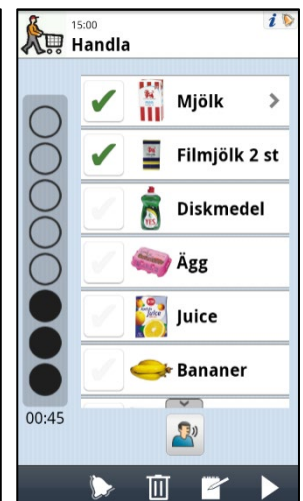 15:00
Handla
Mjölk
Filmjölk 2 st
Diskmedel
Ägg
Juice
Bananer
00:45